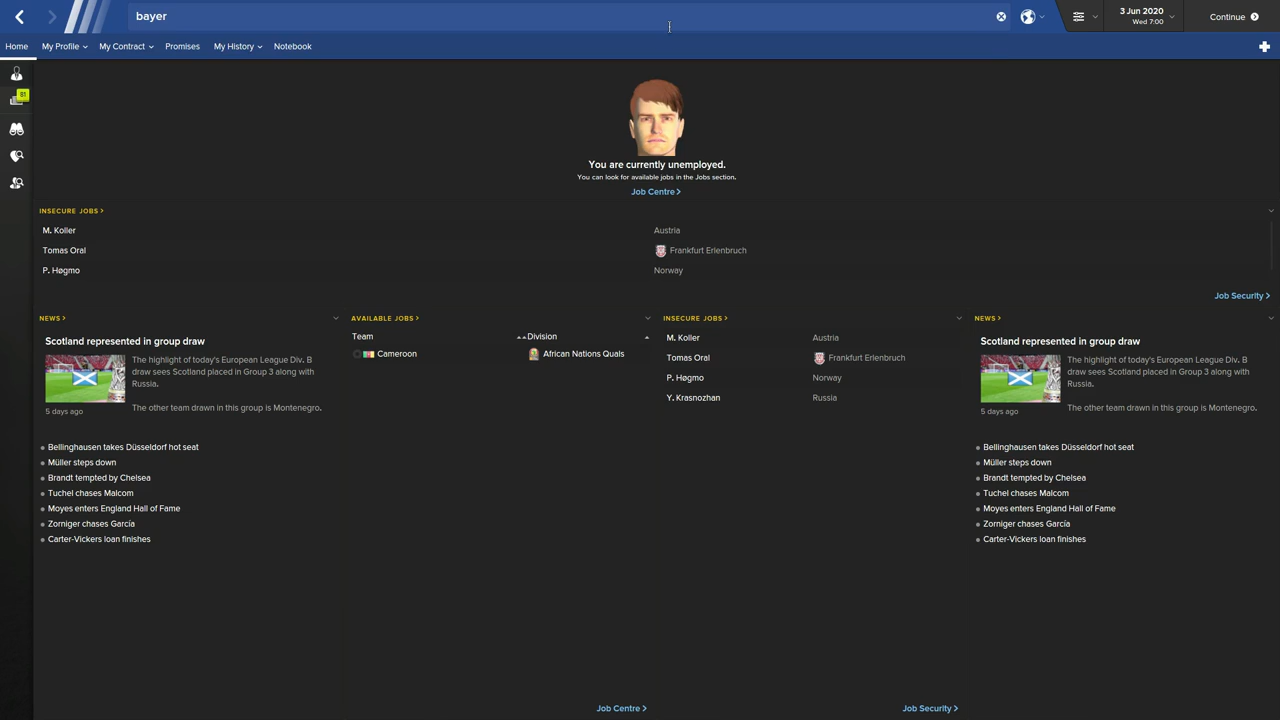 bayer
3 Jun 2020
Wed 7:00
Continue
Home
My Profile
My Contract
Promises
My History
Notebook
81
You are currently unemployed.
You can look for available jobs in the Jobs section.
Job Centre >
INSECURE JOBS >
M. Koller Austria
Tomas Oral Frankfurt Erlenbruch
P. Høgmo Norway
Job Security >
NEWS >
Scotland represented in group draw
The highlight of today's European League Div. B
draw sees Scotland placed in Group 3 along with
Russia.
The other team drawn in this group is Montenegro.
5 days ago
Bellinghausen takes Düsseldorf hot seat
Müller steps down
Brandt tempted by Chelsea
Tuchel chases Malcom
Moyes enters England Hall of Fame
Zorniger chases García
Carter-Vickers loan finishes
AVAILABLE JOBS >
Team Division
Cameroon African Nations Quals
Job Centre >
INSECURE JOBS >
M. Koller Austria
Tomas Oral Frankfurt Erlenbruch
P. Høgmo Norway
Y. Krasnozhan Russia
Job Security >
NEWS >
Scotland represented in group draw
The highlight of today's European League Div. B
draw sees Scotland placed in Group 3 along with
Russia.
The other team drawn in this group is Montenegro.
5 days ago
Bellinghausen takes Düsseldorf hot seat
Müller steps down
Brandt tempted by Chelsea
Tuchel chases Malcom
Moyes enters England Hall of Fame
Zorniger chases García
Carter-Vickers loan finishes